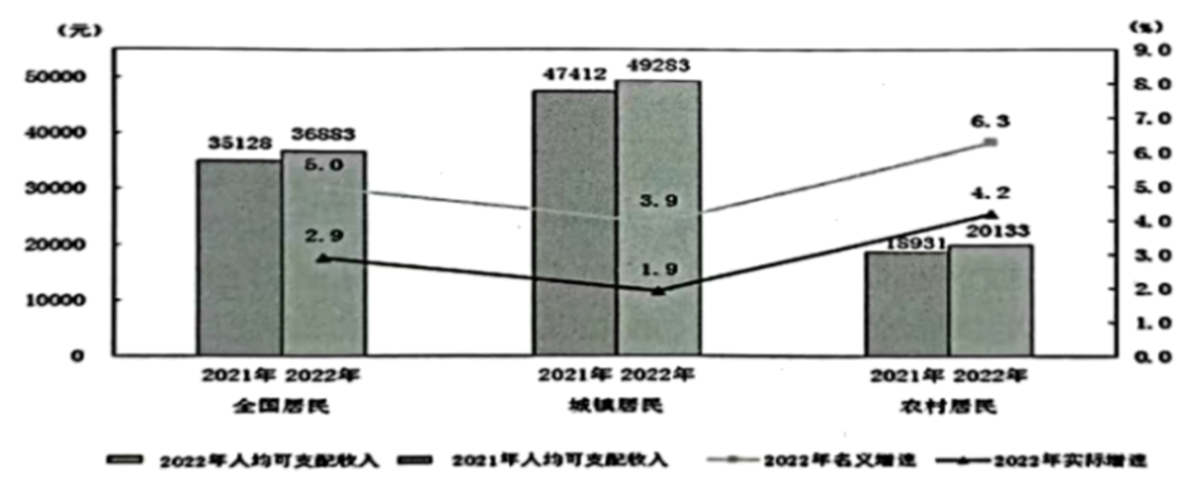 （元）
（%）
50000
40000
30000
20000
10000
0
9.0
8.0
7.0
6.0
5.0
4.0
3.0
2.0
1.0
0.0
35128
36883
5.0
2.9
47412
49283
3.9
1.9
6.3
4.2
18931
20133
2021年 2022年
2021年 2022年
2021年 2022年
全国居民
城镇居民
农村居民
2022年人均可支配收入
2021年人均可支配收入
2022年名义增速
2022年实际增速